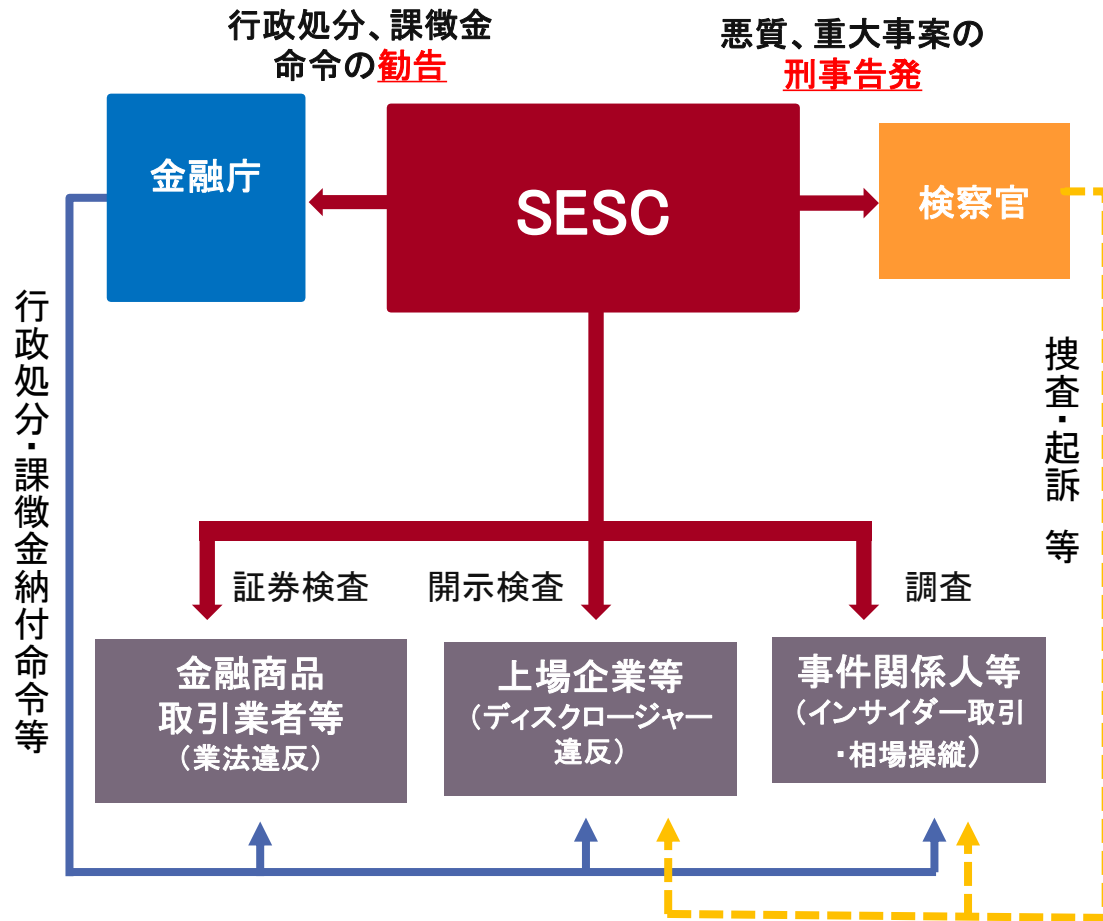 行政処分、課徴金
命令の勧告
悪質、重大事案の
刑事告発
金融庁
SESC
検察官
行政処分・課徴金納付命令等
捜査・起訴 等
証券検査
開示検査
調査
金融商品
取引業者等
（業法違反）
上場企業等
（ディスクロージャー
違反）
事件関係人等
（インサイダー取引
・相場操縦）